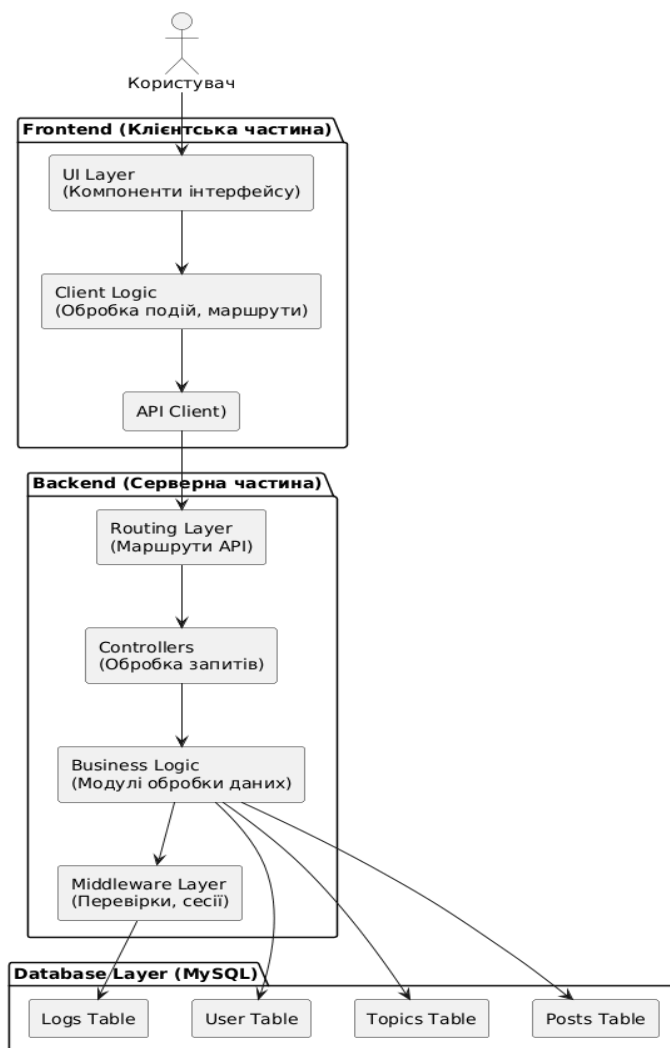 Користувач
Frontend (Клієнтська частина)
UI Layer
(Компоненти інтерфейсу)
Client Logic
(Обробка подій, маршрути)
API Client)
Backend (Серверна частина)
Routing Layer
(Маршрути API)
Controllers
(Обробка запитів)
Business Logic
(Модулі обробки даних)
Middleware Layer
(Перевірки, сесії)
Database Layer (MySQL)
Logs Table
User Table
Topics Table
Posts Table